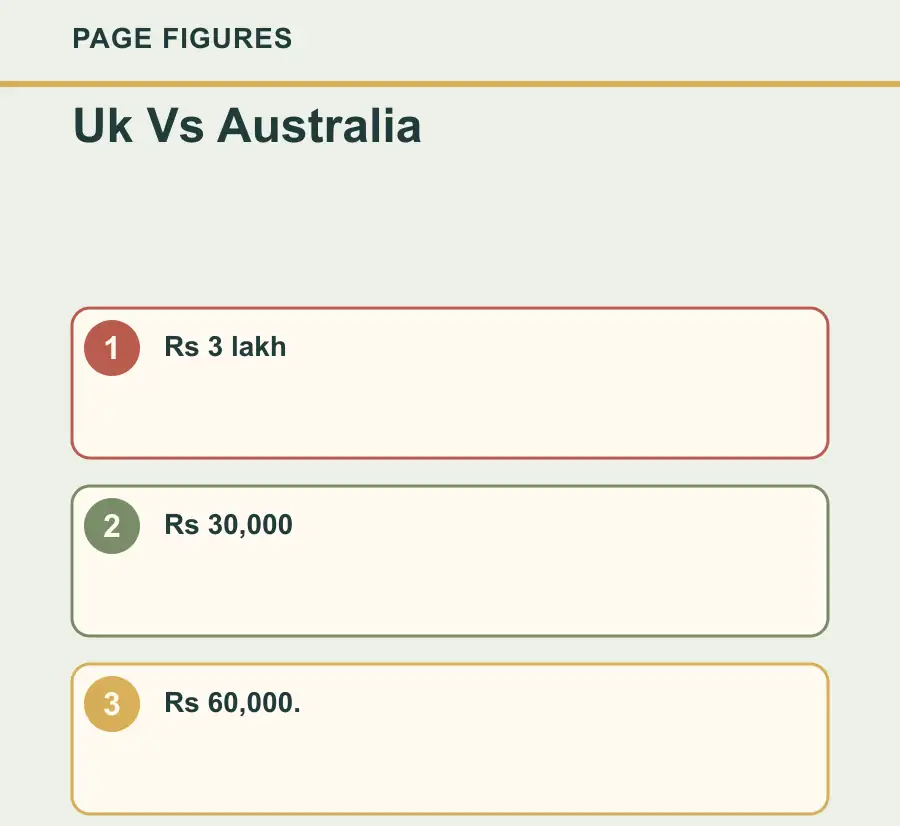 PAGE FIGURES
Uk Vs Australia
1 Rs 3 lakh
2 Rs 30,000
3 Rs 60,000.